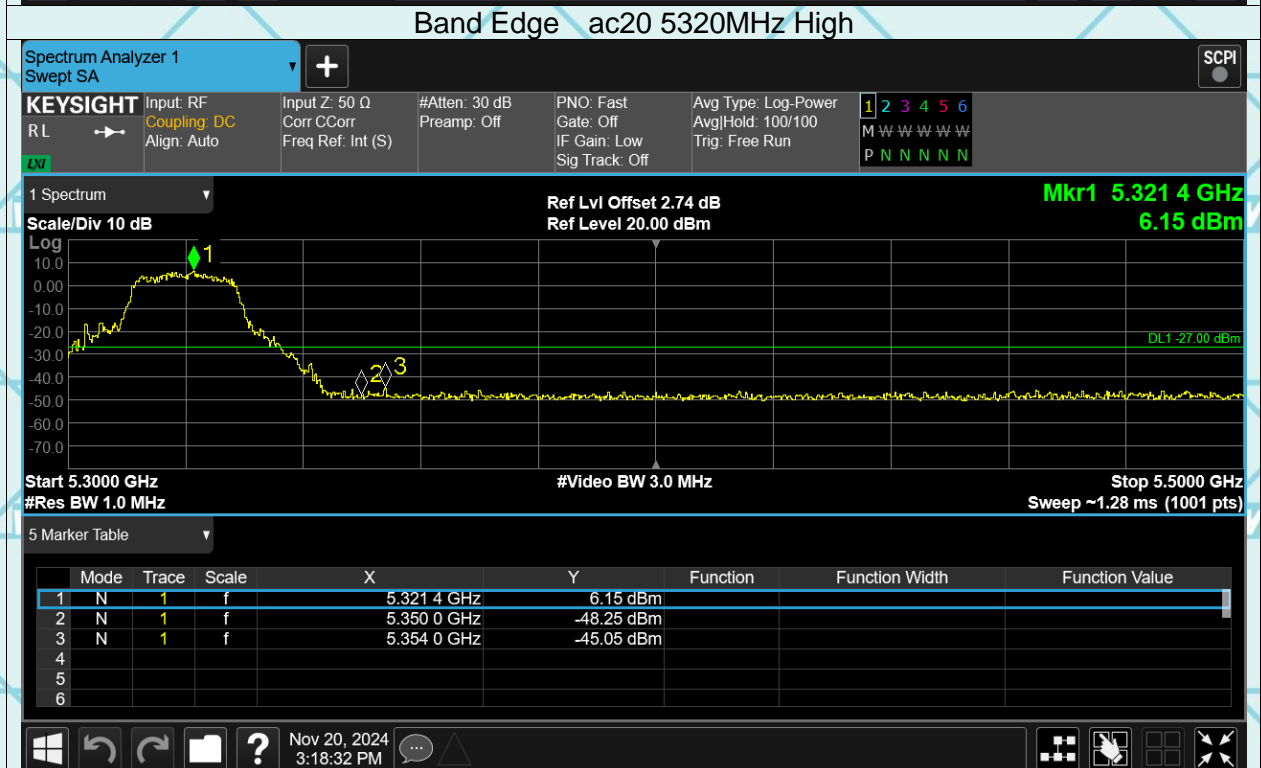 Band Edge ac20 5320MHz High
Spectrum Analyzer 1
Swept SA
▼
+
SCPI
KEYSIGHT
R L
LXI
Input: RF
Coupling: DC
Align: Auto
Input Z: 50 Ω
Corr CCorr
Freq Ref: Int (S)
#Atten: 30 dB
Preamp: Off
PNO: Fast
Gate: Off
IF Gain: Low
Sig Track: Off
Avg Type: Log-Power
Avg|Hold: 100/100
Trig: Free Run
1 2 3 4 5 6
M W W W W W
P N N N N N
1 Spectrum ▼
Scale/Div 10 dB
Ref Lvl Offset 2.74 dB
Ref Level 20.00 dBm
Mkr1 5.321 4 GHz
6.15 dBm
Log
10.0
0.00
-10.0
-20.0
-30.0
-40.0
-50.0
-60.0
-70.0
1
2
3
DL1 -27.00 dBm
Start 5.3000 GHz
#Res BW 1.0 MHz
#Video BW 3.0 MHz
Stop 5.5000 GHz
Sweep ~1.28 ms (1001 pts)
5 Marker Table ▼
Mode Trace Scale X Y Function Function Width Function Value
1 N 1 f 5.321 4 GHz 6.15 dBm
2 N 1 f 5.350 0 GHz -48.25 dBm
3 N 1 f 5.354 0 GHz -45.05 dBm
4
5
6
?
Nov 20, 2024
3:18:32 PM